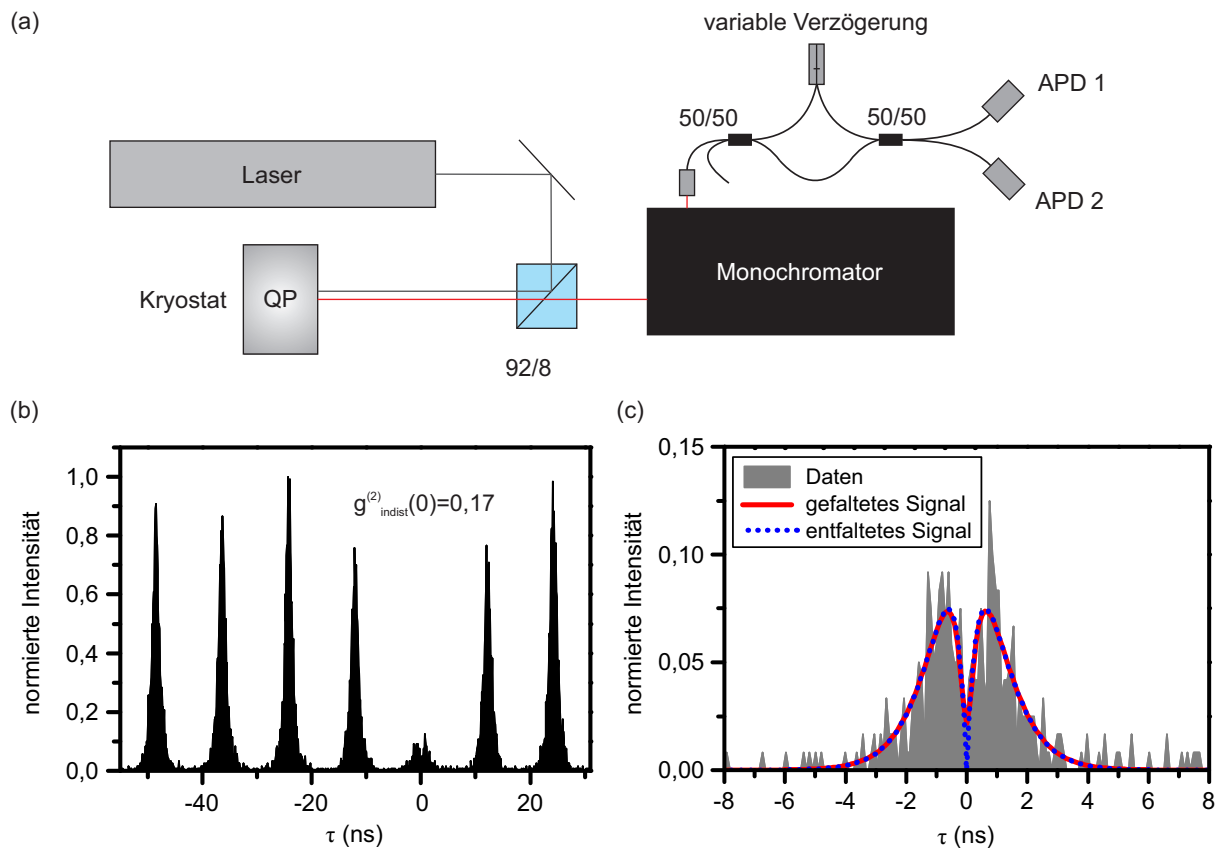 (a)
variable Verzögerung
APD 1
50/50
50/50
Laser
APD 2
Monochromator
Kryostat
QP
92/8
(b)
normierte Intensität
1,0
0,8
0,6
0,4
0,2
0,0
g⁽²⁾indist(0)=0,17
-40
-20
0
20
τ (ns)
(c)
normierte Intensität
0,15
0,10
0,05
0,00
Daten
gefaltetes Signal
entfaltetes Signal
-8
-6
-4
-2
0
2
4
6
8
τ (ns)